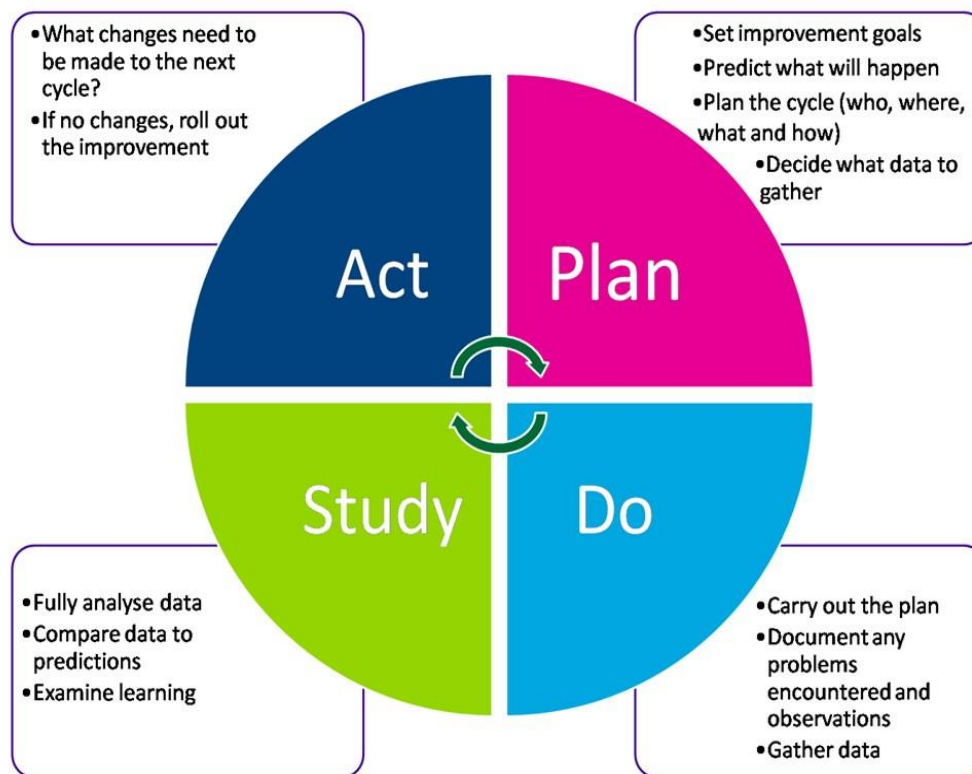 •What changes need to
be made to the next
cycle?
•If no changes, roll out
the improvement
•Set improvement goals
•Predict what will happen
•Plan the cycle (who, where,
what and how)
•Decide what data to
gather
Act
Plan
Study
Do
•Fully analyse data
•Compare data to
predictions
•Examine learning
•Carry out the plan
•Document any
problems
encountered and
observations
•Gather data